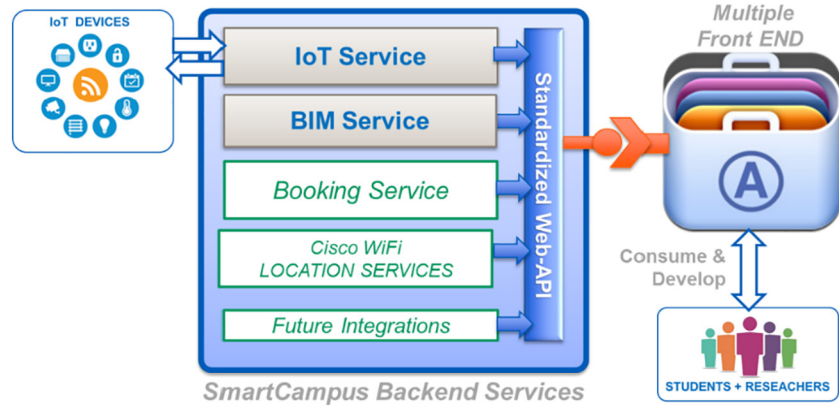 IoT DEVICES
IoT Service
BIM Service
Booking Service
Cisco WiFi
LOCATION SERVICES
Future Integrations
Standardized Web-API
SmartCampus Backend Services
Multiple
Front END
A
Consume &
Develop
STUDENTS + RESEACHERS